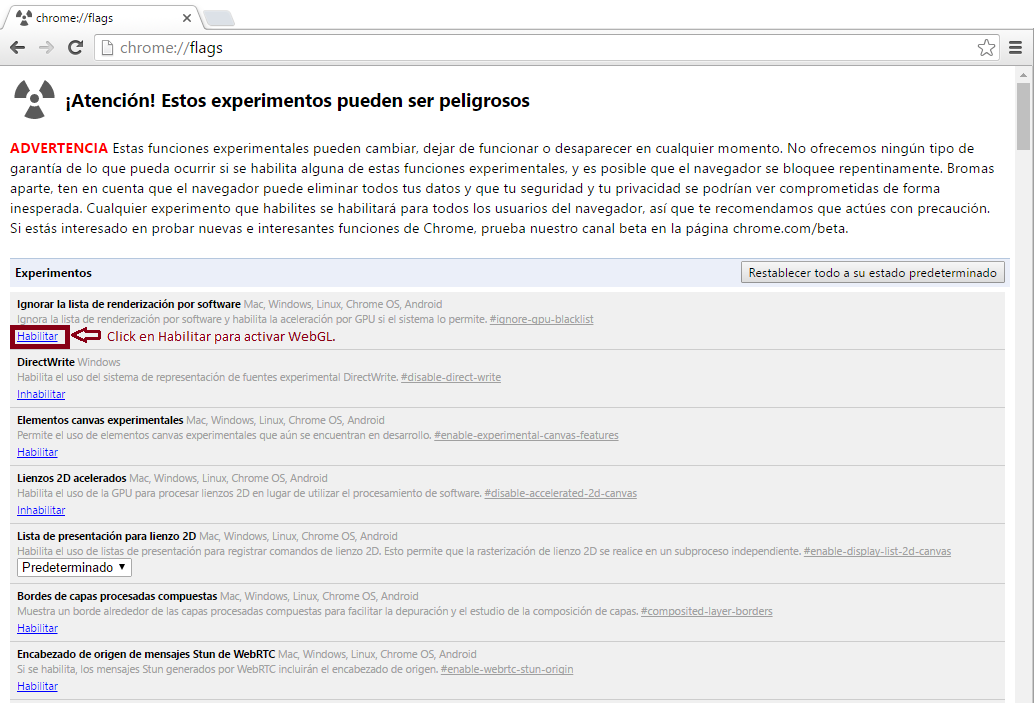 chrome://flags
chrome://flags
¡Atención! Estos experimentos pueden ser peligrosos
ADVERTENCIA Estas funciones experimentales pueden cambiar, dejar de funcionar o desaparecer en cualquier momento. No ofrecemos ningún tipo de
garantía de lo que pueda ocurrir si se habilita alguna de estas funciones experimentales, y es posible que el navegador se bloquee repentinamente. Bromas
aparte, ten en cuenta que el navegador puede eliminar todos tus datos y que tu seguridad y tu privacidad se podrían ver comprometidas de forma
inesperada. Cualquier experimento que habilites se habilitará para todos los usuarios del navegador, así que te recomendamos que actúes con precaución.
Si estás interesado en probar nuevas e interesantes funciones de Chrome, prueba nuestro canal beta en la página chrome.com/beta.
Experimentos
Restablecer todo a su estado predeterminado
Ignorar la lista de renderización por software Mac, Windows, Linux, Chrome OS, Android
Ignora la lista de renderización por software y habilita la aceleración por GPU si el sistema lo permite. #ignore-gpu-blacklist
Habilitar
Click en Habilitar para activar WebGL.
DirectWrite Windows
Habilita el uso del sistema de representación de fuentes experimental DirectWrite. #disable-direct-write
Inhabilitar
Elementos canvas experimentales Mac, Windows, Linux, Chrome OS, Android
Permite el uso de elementos canvas experimentales que aún se encuentran en desarrollo. #enable-experimental-canvas-features
Habilitar
Lienzos 2D acelerados Mac, Windows, Linux, Chrome OS, Android
Habilita el uso de la GPU para procesar lienzos 2D en lugar de utilizar el procesamiento de software. #disable-accelerated-2d-canvas
Inhabilitar
Lista de presentación para lienzo 2D Mac, Windows, Linux, Chrome OS, Android
Habilita el uso de listas de presentación para registrar comandos de lienzo 2D. Esto permite que la rasterización de lienzo 2D se realice en un subproceso independiente. #enable-display-list-2d-canvas
Predeterminado
Bordes de capas procesadas compuestas Mac, Windows, Linux, Chrome OS, Android
Muestra un borde alrededor de las capas procesadas compuestas para facilitar la depuración y el estudio de la composición de capas. #composited-layer-borders
Habilitar
Encabezado de origen de mensajes Stun de WebRTC Mac, Windows, Linux, Chrome OS, Android
Si se habilita, los mensajes Stun generados por WebRTC incluirán el encabezado de origen. #enable-webrtc-stun-origin
Habilitar